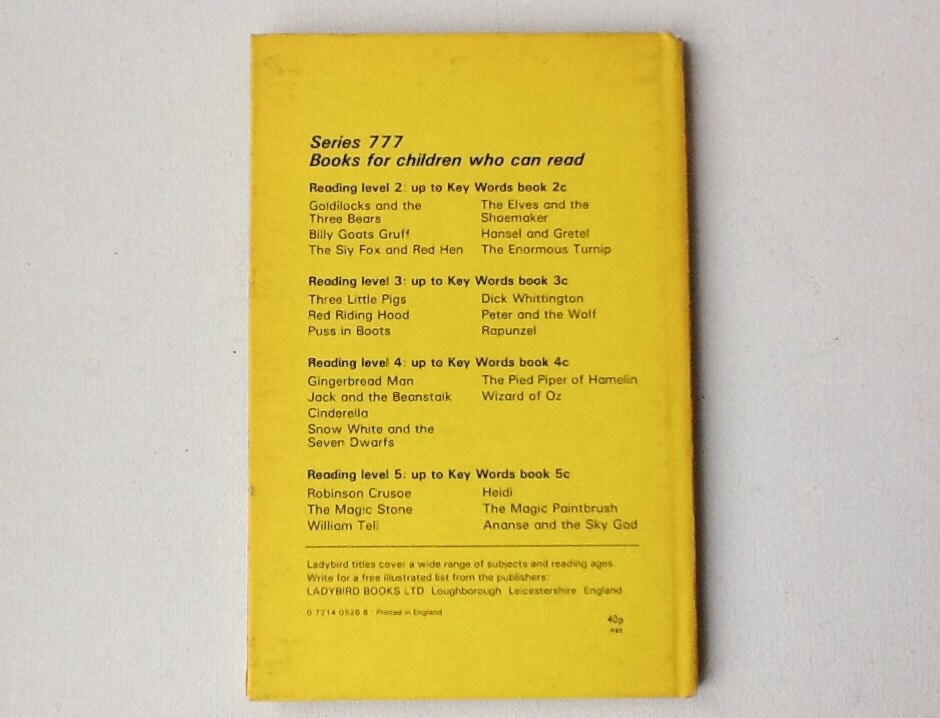 Series 777
Books for children who can read
Reading level 2: up to Key Words book 2c
Goldilocks and the
Three Bears
Billy Goats Gruff
The Sly Fox and Red Hen
The Elves and the
Shoemaker
Hansel and Gretel
The Enormous Turnip
Reading level 3: up to Key Words book 3c
Three Little Pigs
Red Riding Hood
Puss in Boots
Dick Whittington
Peter and the Wolf
Rapunzel
Reading level 4: up to Key Words book 4c
Gingerbread Man
Jack and the Beanstalk
Cinderella
Snow White and the
Seven Dwarfs
The Pied Piper of Hamelin
Wizard of Oz
Reading level 5: up to Key Words book 5c
Robinson Crusoe
The Magic Stone
William Tell
Heidi
The Magic Paintbrush
Ananse and the Sky God
Ladybird titles cover a wide range of subjects and reading ages.
Write for a free illustrated list from the publishers:
LADYBIRD BOOKS LTD Loughborough Leicestershire England
0 7214 0526 8 Printed in England
40p